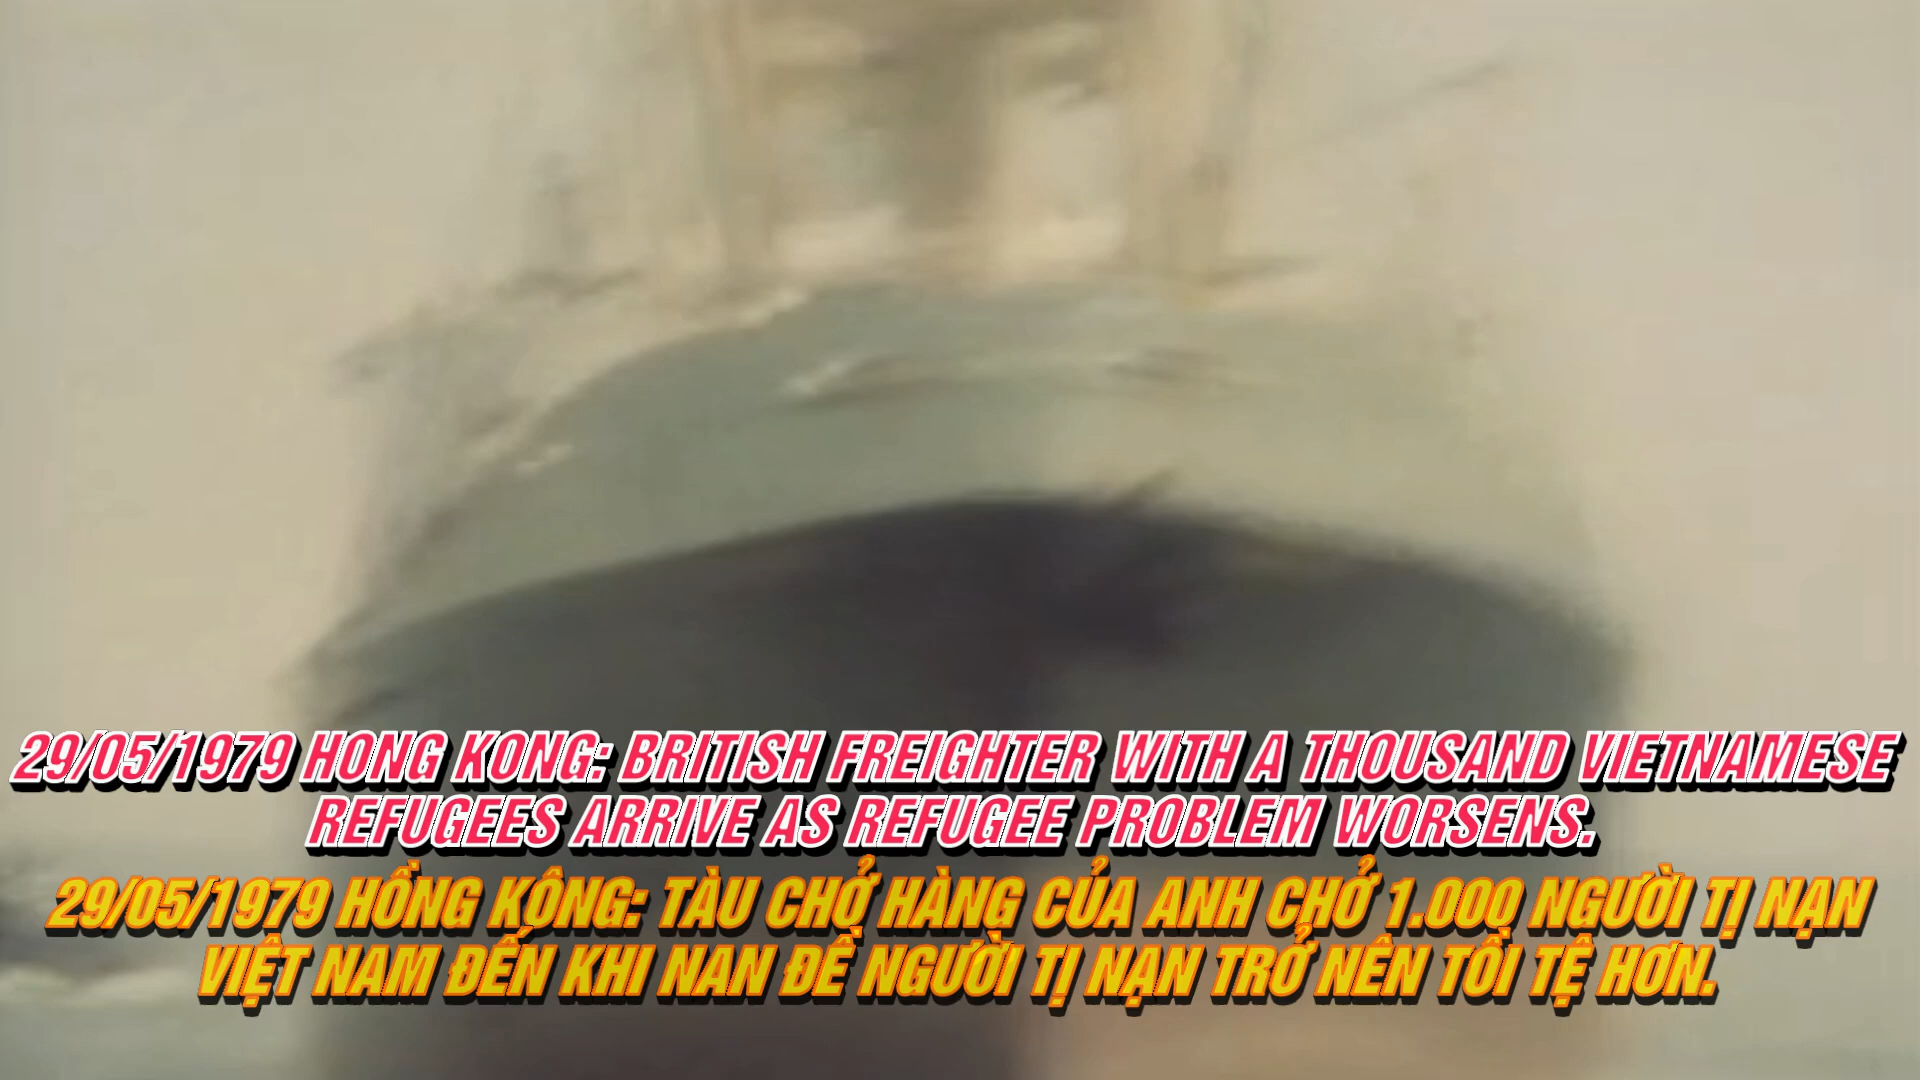 29/05/1979 HONG KONG: BRITISH FREIGHTER WITH A THOUSAND VIETNAMESE
REFUGEES ARRIVE AS REFUGEE PROBLEM WORSENS.
29/05/1979 HỒNG KÔNG: TÀU CHỞ HÀNG CỦA ANH CHỞ 1.000 NGƯỜI TỊ NẠN
VIỆT NAM ĐẾN KHI NAN ĐỀ NGƯỜI TỊ NẠN TRỞ NÊN TỒI TỆ HƠN.